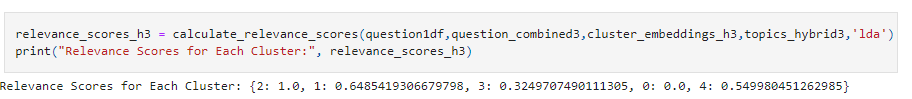 relevance_scores_h3 = calculate_relevance_scores(question1df,question_combined3,cluster_embeddings_h3,topics_hybrid3,'lda')
print("Relevance Scores for Each Cluster:", relevance_scores_h3)
Relevance Scores for Each Cluster: {2: 1.0, 1: 0.6485419306679798, 3: 0.3249707490111305, 0: 0.0, 4: 0.549980451262985}